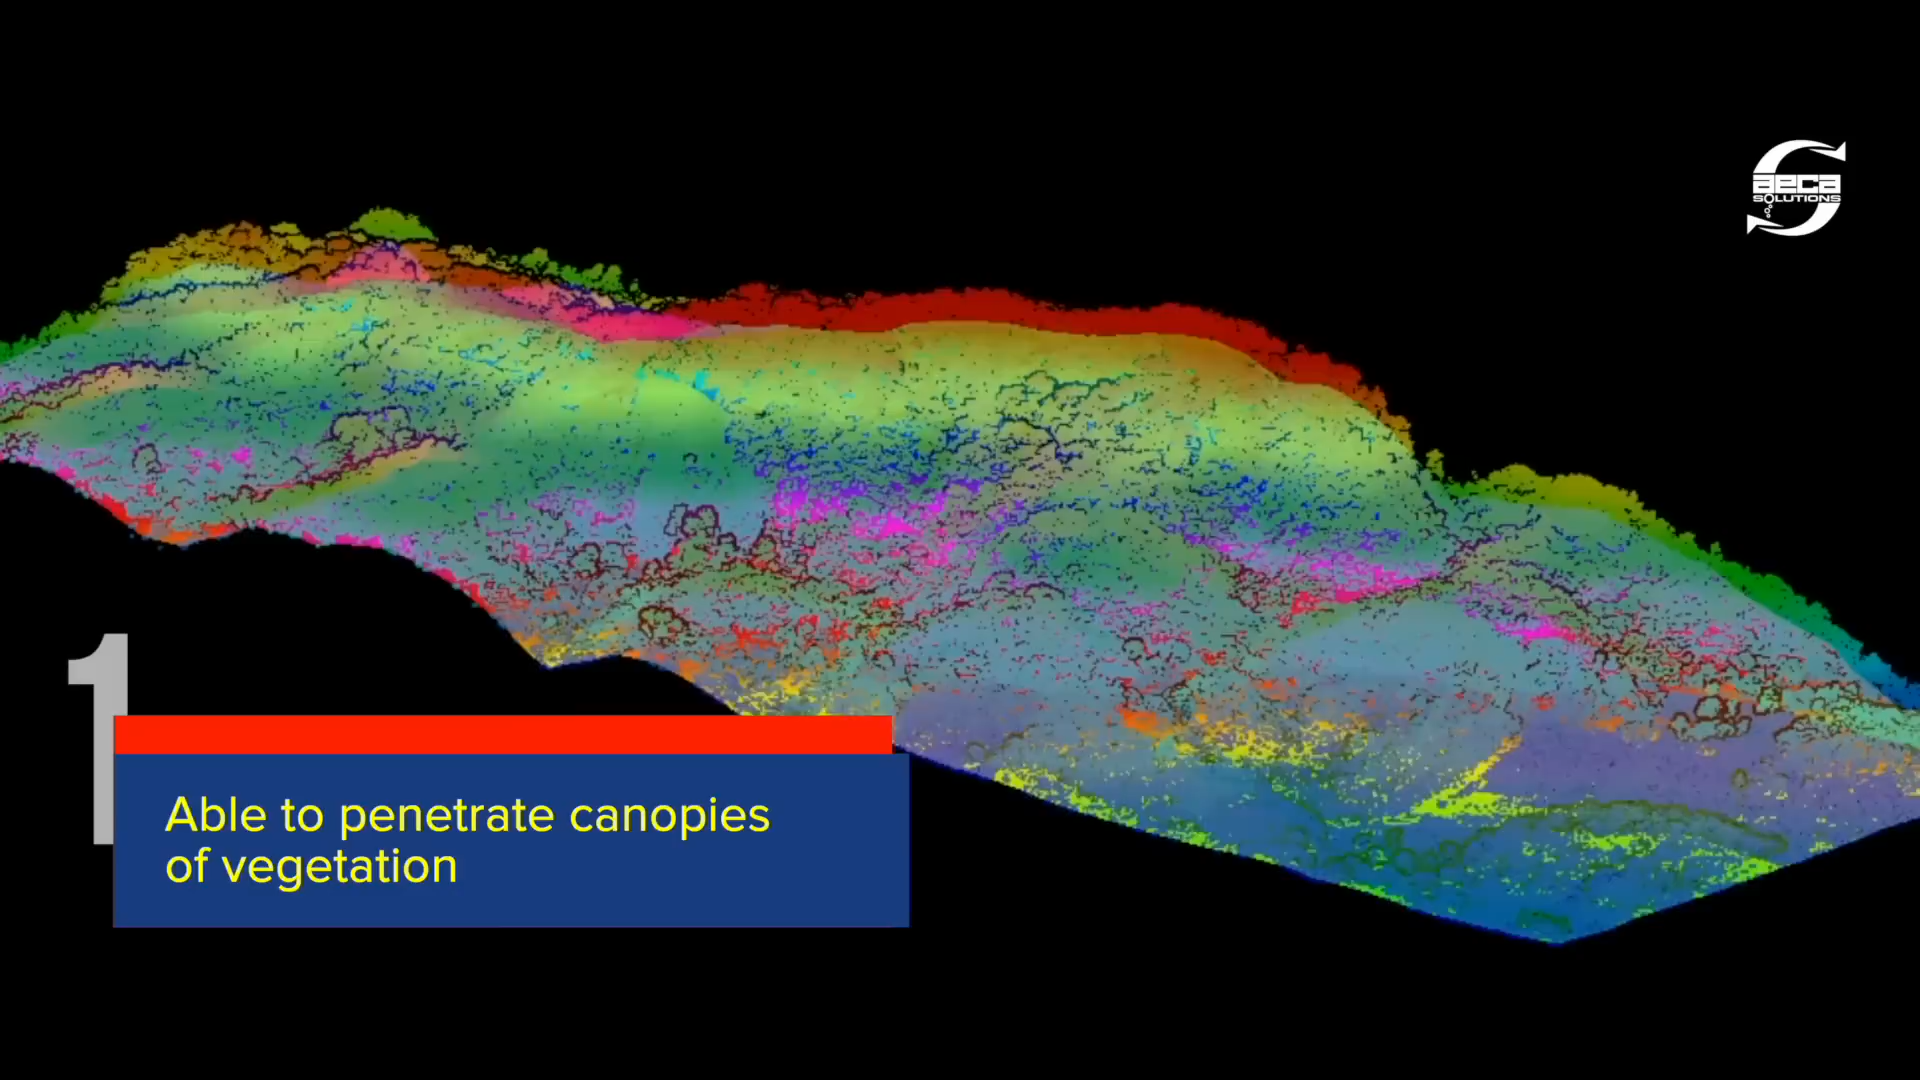 aeca
SOLUTIONS
1
Able to penetrate canopies
of vegetation